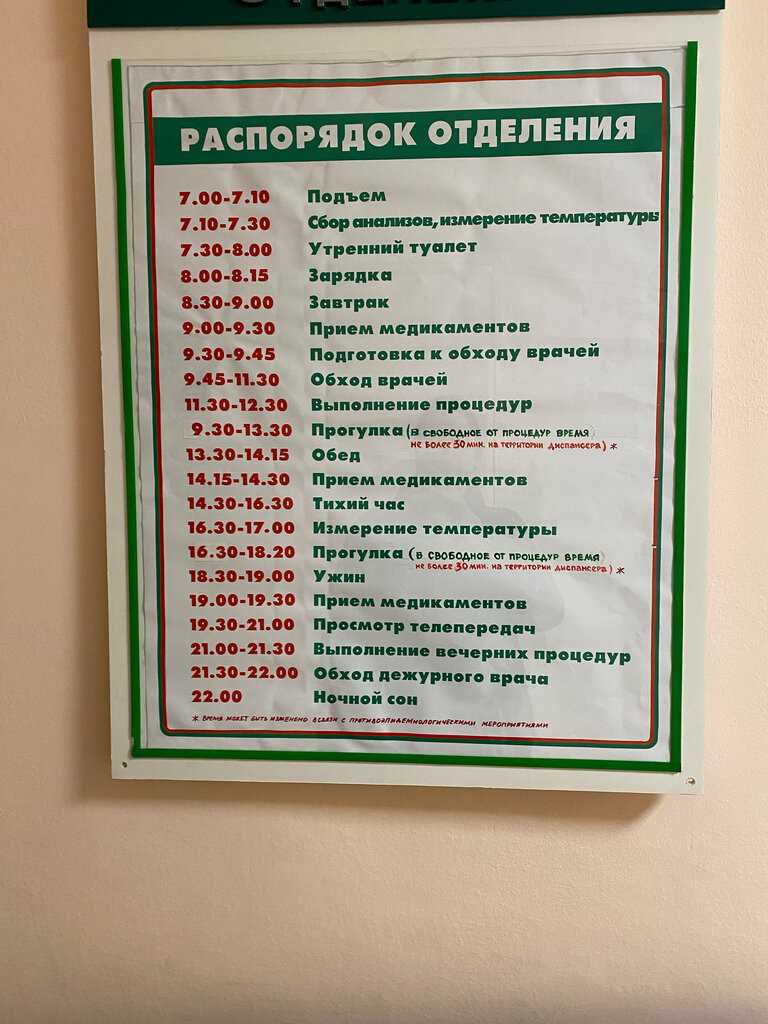 РАСПОРЯДОК ОТДЕЛЕНИЯ
7.00-7.10 Подъем
7.10-7.30 Сбор анализов, измерение температуры
7.30-8.00 Утренний туалет
8.00-8.15 Зарядка
8.30-9.00 Завтрак
9.00-9.30 Прием медикаментов
9.30-9.45 Подготовка к обходу врачей
9.45-11.30 Обход врачей
11.30-12.30 Выполнение процедур
9.30-13.30 Прогулка (В СВОБОДНОЕ ОТ ПРОЦЕДУР ВРЕМЯ)
НЕ БОЛЕЕ 30 МИН. НА ТЕРРИТОРИИ ДИСПАНСЕРА) *
13.30-14.15 Обед
14.15-14.30 Прием медикаментов
14.30-16.30 Тихий час
16.30-17.00 Измерение температуры
16.30-18.20 Прогулка (В СВОБОДНОЕ ОТ ПРОЦЕДУР ВРЕМЯ)
НЕ БОЛЕЕ 30 МИН. НА ТЕРРИТОРИИ ДИСПАНСЕРА) *
18.30-19.00 Ужин
19.00-19.30 Прием медикаментов
19.30-21.00 Просмотр телепередач
21.00-21.30 Выполнение вечерних процедур
21.30-22.00 Обход дежурного врача
22.00 Ночной сон
* ВРЕМЯ МОЖЕТ БЫТЬ ИЗМЕНЕНО В СВЯЗИ С ПРОТИВОЭПИДЕМИОЛОГИЧЕСКИМИ МЕРОПРИЯТИЯМИ